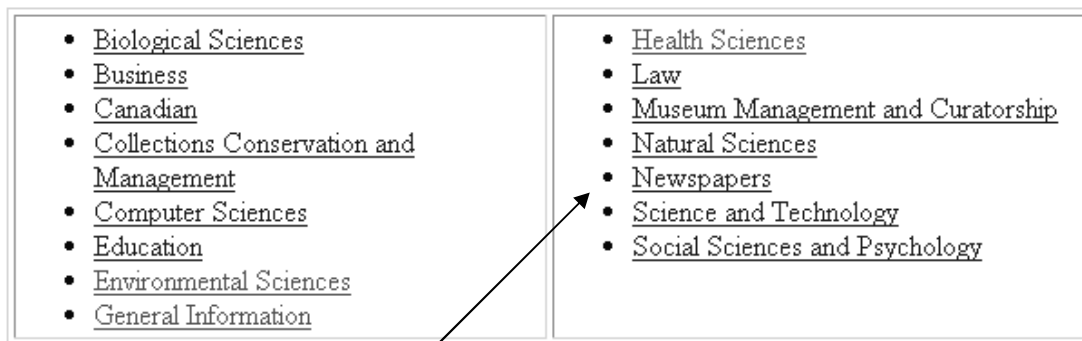 • Biological Sciences
• Business
• Canadian
• Collections Conservation and
Management
• Computer Sciences
• Education
• Environmental Sciences
• General Information
• Health Sciences
• Law
• Museum Management and Curatorship
• Natural Sciences
• Newspapers
• Science and Technology
• Social Sciences and Psychology